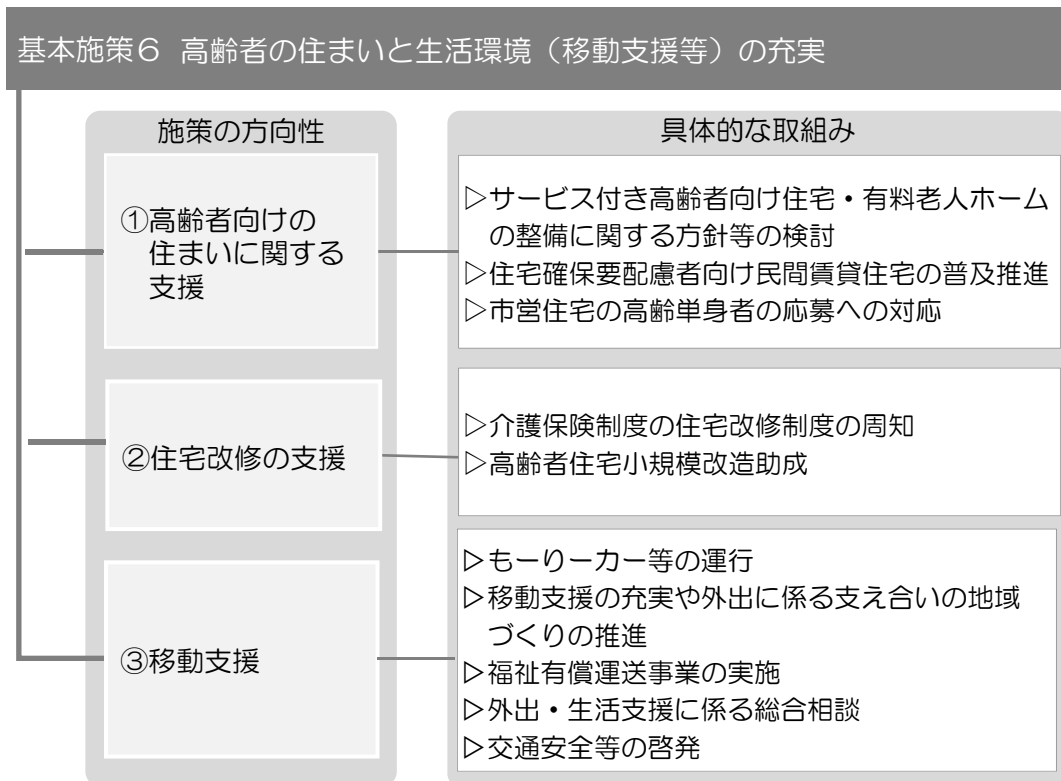 基本施策6 高齢者の住まいと生活環境（移動支援等）の充実
施策の方向性
具体的な取組み
①高齢者向けの
住まいに関する
支援
▷サービス付き高齢者向け住宅・有料老人ホーム
の整備に関する方針等の検討
▷住宅確保要配慮者向け民間賃貸住宅の普及推進
▷市営住宅の高齢単身者の応募への対応
②住宅改修の支援
▷介護保険制度の住宅改修制度の周知
▷高齢者住宅小規模改造助成
③移動支援
▷もーりーカー等の運行
▷移動支援の充実や外出に係る支え合いの地域
づくりの推進
▷福祉有償運送事業の実施
▷外出・生活支援に係る総合相談
▷交通安全等の啓発